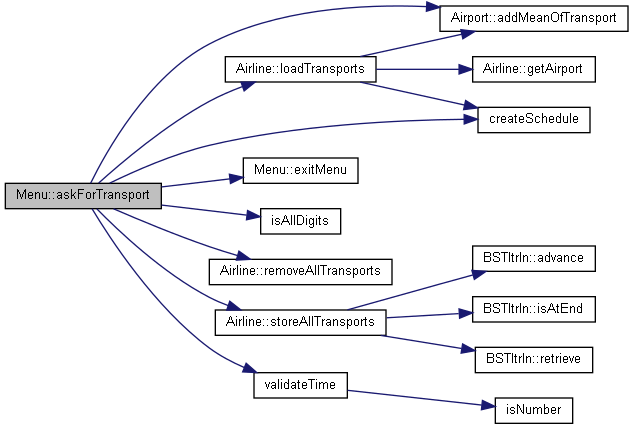 Airport::addMeanOfTransport
Airline::loadTransports
Airline::getAirport
createSchedule
Menu::exitMenu
Menu::askForTransport
isAllDigits
Airline::removeAllTransports
BSTItrIn::advance
Airline::storeAllTransports
BSTItrIn::isAtEnd
BSTItrIn::retrieve
validateTime
isNumber